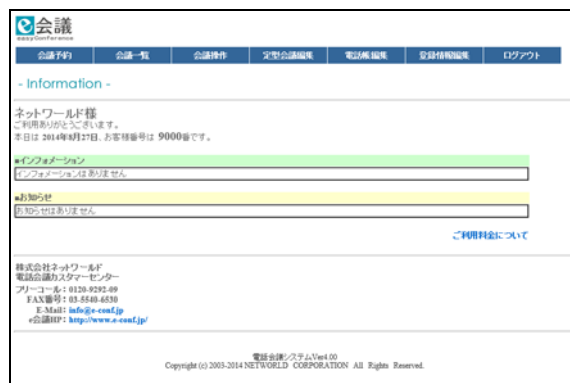 e会議
easyConference
会議予約 会議一覧 会議操作 定型会議編集 電話帳編集 登録情報編集 ログアウト
- Information -
ネットワールド様
ご利用ありがとうございます。
本日は 2014年8月27日、お客様番号は 9000番です。
■インフォメーション
インフォメーションはありません
■お知らせ
お知らせはありません
ご利用料金について
株式会社ネットワールド
電話会議カスタマーセンター
フリーコール：0120-9292-09
FAX番号：03-5540-6530
E-Mail：info@e-conf.jp
e会議HP：http://www.e-conf.jp/
電話会議システムVer4.00
Copyright (c) 2003-2014 NETWORLD CORPORATION All Rights Reserved.